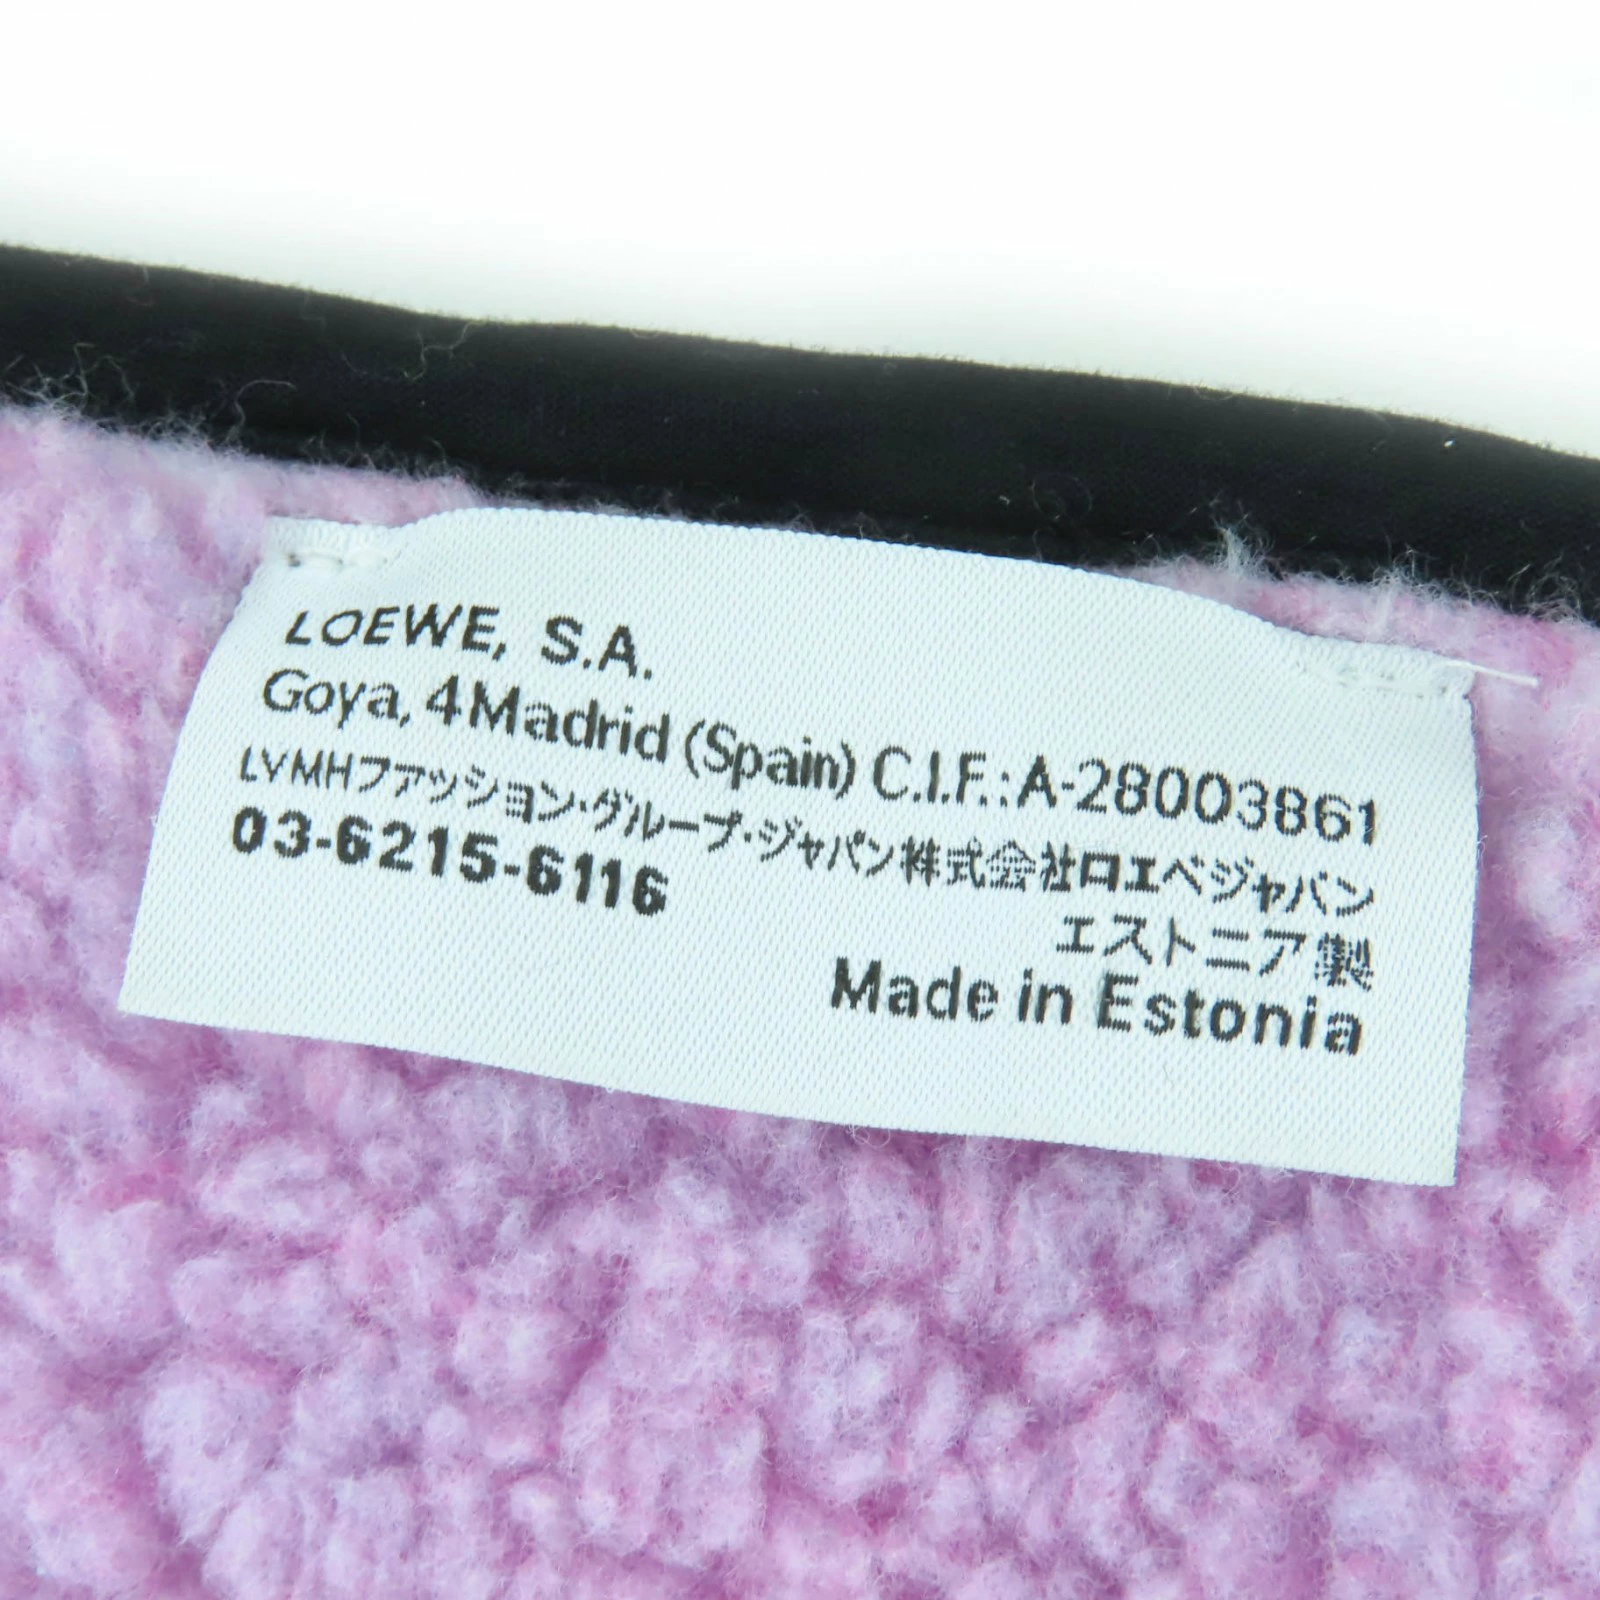 LOEWE, S.A.
Goya, 4 Madrid (Spain) C.I.F.: A-28003861
LVMHファッション・グループ・ジャパン株式会社ロエベジャパン
03-6215-6116
エストニア製
Made in Estonia